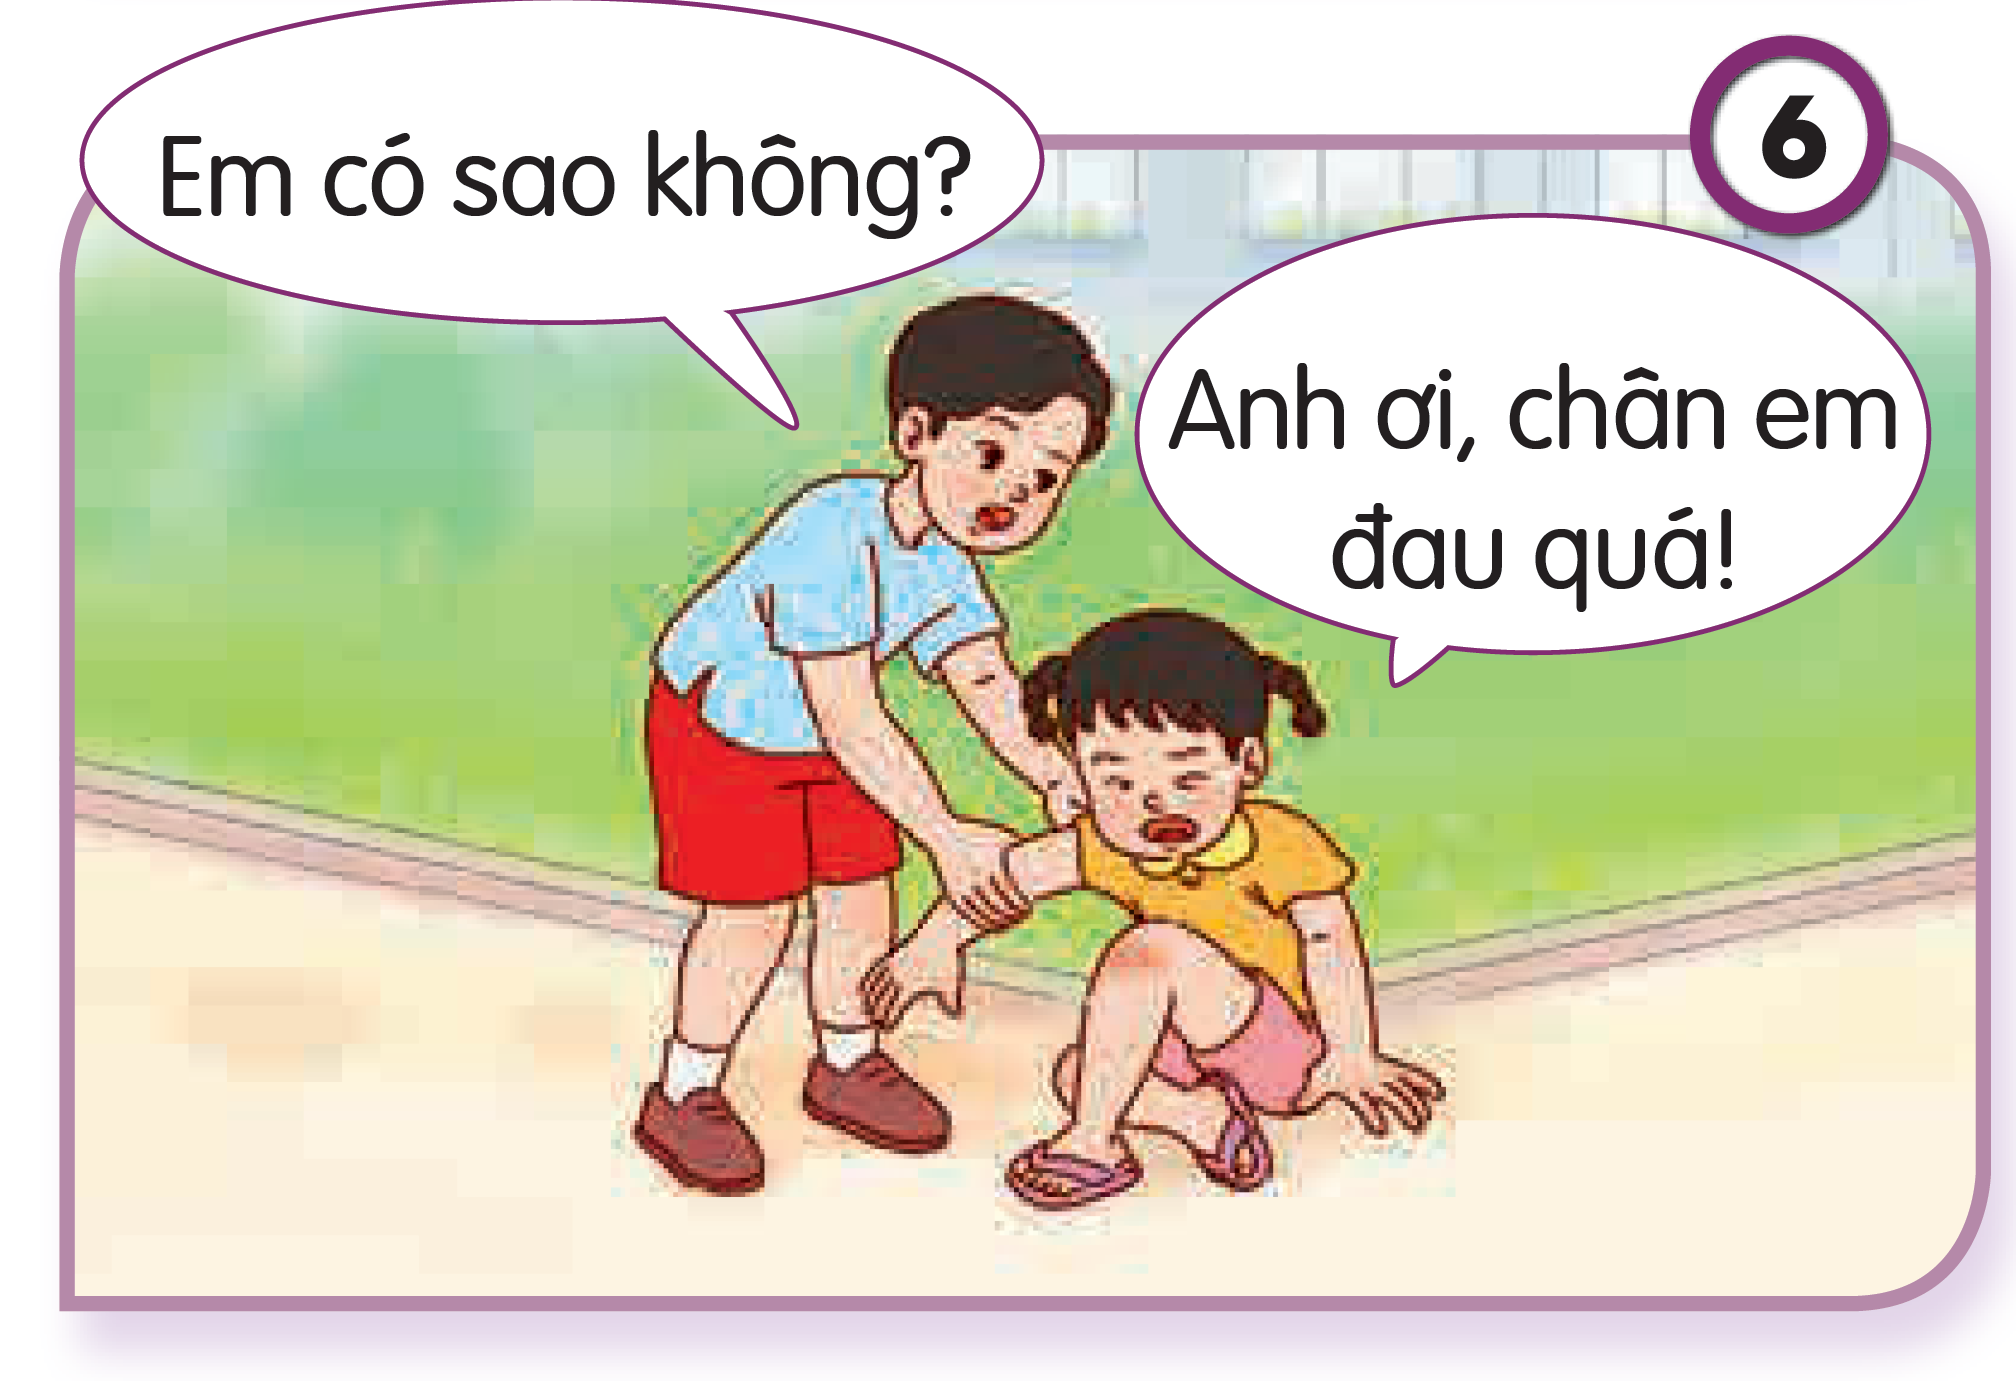 Em có sao không?
6
Anh ơi, chân em
đau quá!